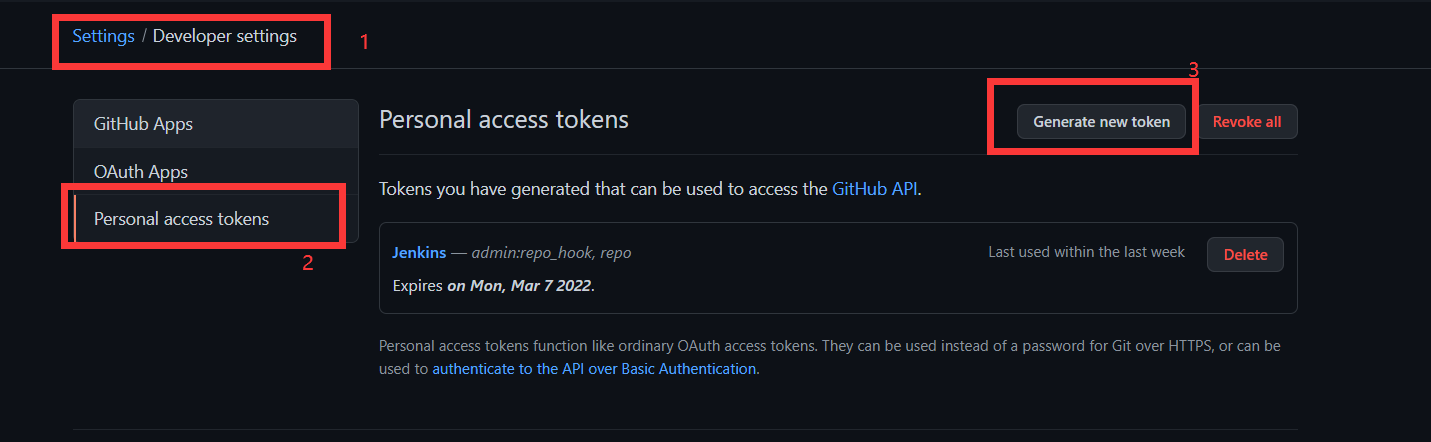 Settings / Developer settings
1
3
GitHub Apps
OAuth Apps
Personal access tokens
2
Personal access tokens
Generate new token
Revoke all
Tokens you have generated that can be used to access the GitHub API.
Jenkins — admin:repo_hook, repo
Last used within the last week
Delete
Expires on Mon, Mar 7 2022.
Personal access tokens function like ordinary OAuth access tokens. They can be used instead of a password for Git over HTTPS, or can be
used to authenticate to the API over Basic Authentication.